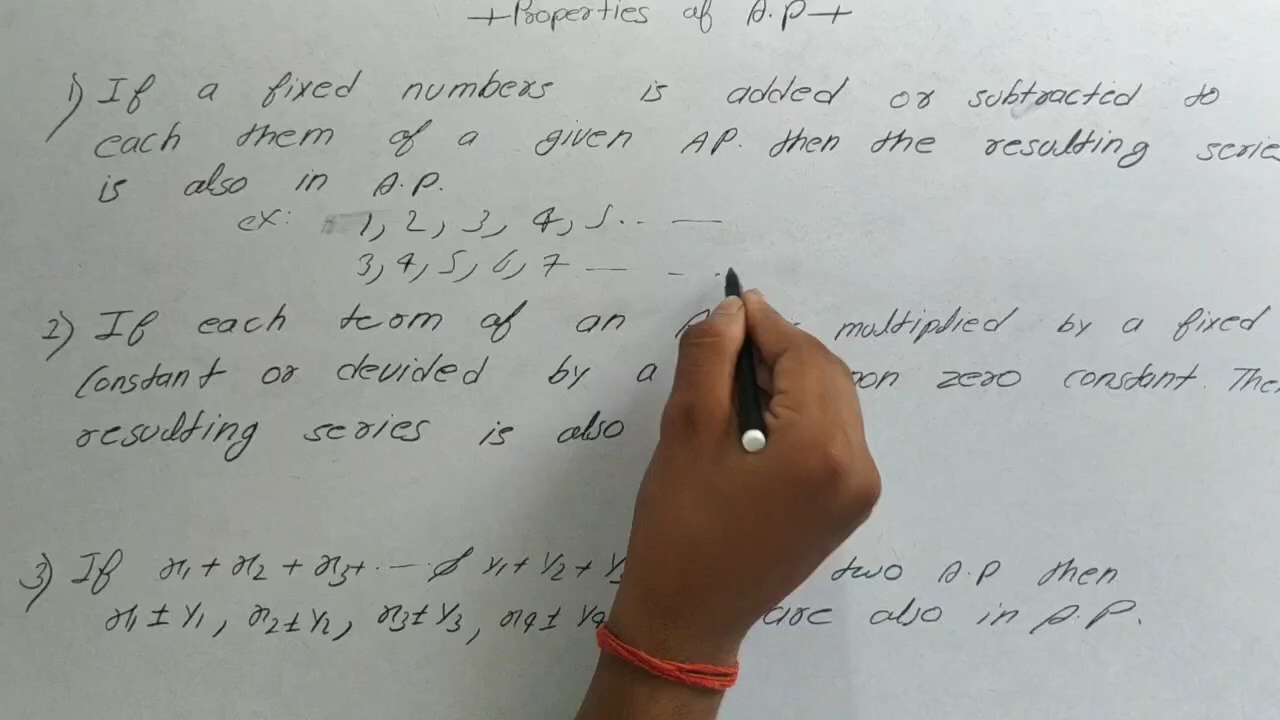 Properties of A.P
1) If a fixed numbers is added or subtracted to
each them of a given AP. then the resulting serie
is also in A.P.
ex: 1, 2, 3, 4, 5.. —
3, 4, 5, 6, 7 — - -
2) If each term of an multiplied by a fixed
Constant or devided by a non zero constant. The
resulting series is also
3) If x1 + x2 + x3 + ·— & y1 + y2 + y3 two A.P then
x1 ± y1, x2 ± y2, x3 ± y3, x4 ± y4 are also in A.P.